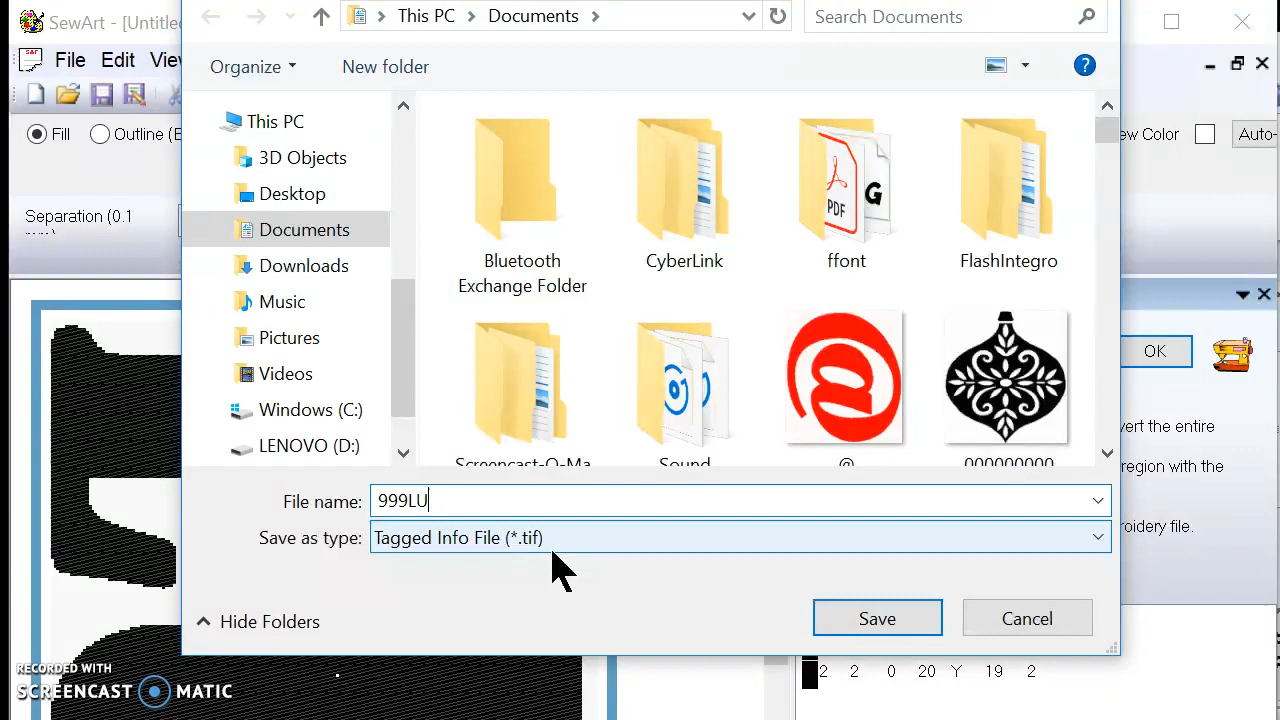 SewArt - [Untitle
This PC
Documents
Search Documents
File
Edit
View
Organize
New folder
Fill
Outline (E
ew Color
Auto-
Separation (0.1
This PC
3D Objects
Desktop
Documents
Downloads
Music
Pictures
Videos
Windows (C:)
LENOVO (D:)
PDF
G
Bluetooth
Exchange Folder
CyberLink
ffont
FlashIntegro
Screencast-O-Ma
Sound
@
000000000
OK
vert the entire
region with the
roidery file.
File name:
999LU
Save as type:
Tagged Info File (*.tif)
Hide Folders
Save
Cancel
2 2 0 20 Y 19 2
RECORDED WITH
SCREENCAST MATIC